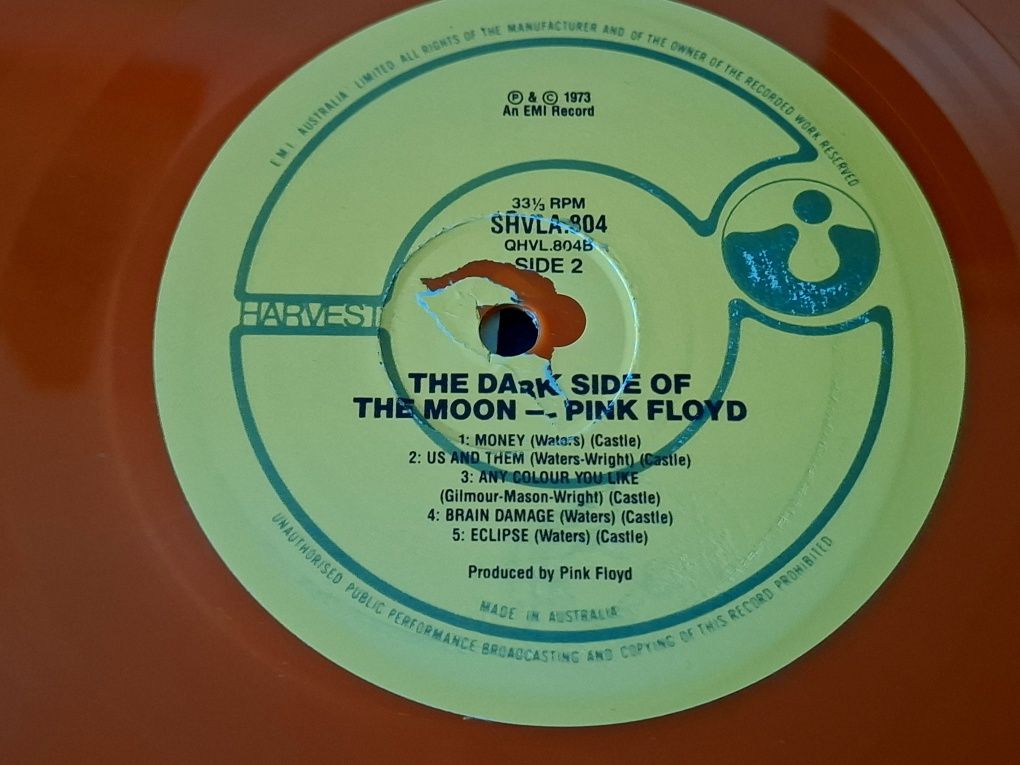 E.M.I. AUSTRALIA LIMITED. ALL RIGHTS OF THE MANUFACTURER AND OF THE OWNER OF THE RECORDED WORK RESERVED
Ⓟ & © 1973
An EMI Record
33⅓ RPM
SHVLA.804
QHVL.804B
SIDE 2
HARVEST
THE DARK SIDE OF
THE MOON — PINK FLOYD
1: MONEY (Waters) (Castle)
2: US AND THEM (Waters-Wright) (Castle)
3: ANY COLOUR YOU LIKE
(Gilmour-Mason-Wright) (Castle)
4: BRAIN DAMAGE (Waters) (Castle)
5: ECLIPSE (Waters) (Castle)
Produced by Pink Floyd
MADE IN AUSTRALIA
UNAUTHORISED PUBLIC PERFORMANCE BROADCASTING AND COPYING OF THIS RECORD PROHIBITED